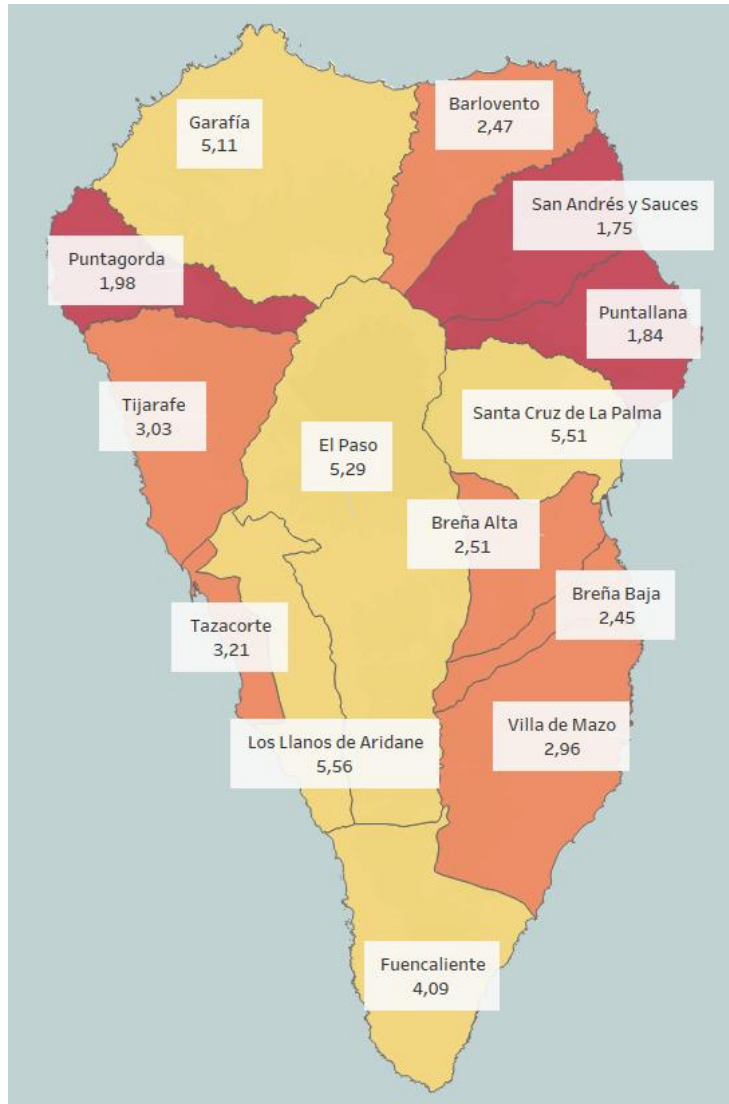 Garafía
5,11
Barlovento
2,47
San Andrés y Sauces
1,75
Puntagorda
1,98
Puntallana
1,84
Tijarafe
3,03
Santa Cruz de La Palma
5,51
El Paso
5,29
Breña Alta
2,51
Breña Baja
2,45
Tazacorte
3,21
Villa de Mazo
2,96
Los Llanos de Aridane
5,56
Fuencaliente
4,09